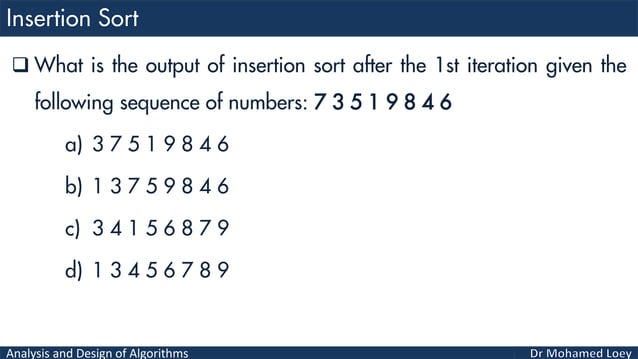 Insertion Sort
❑ What is the output of insertion sort after the 1st iteration given the
following sequence of numbers: 7 3 5 1 9 8 4 6
a) 3 7 5 1 9 8 4 6
b) 1 3 7 5 9 8 4 6
c) 3 4 1 5 6 8 7 9
d) 1 3 4 5 6 7 8 9
Analysis and Design of Algorithms
Dr Mohamed Loey